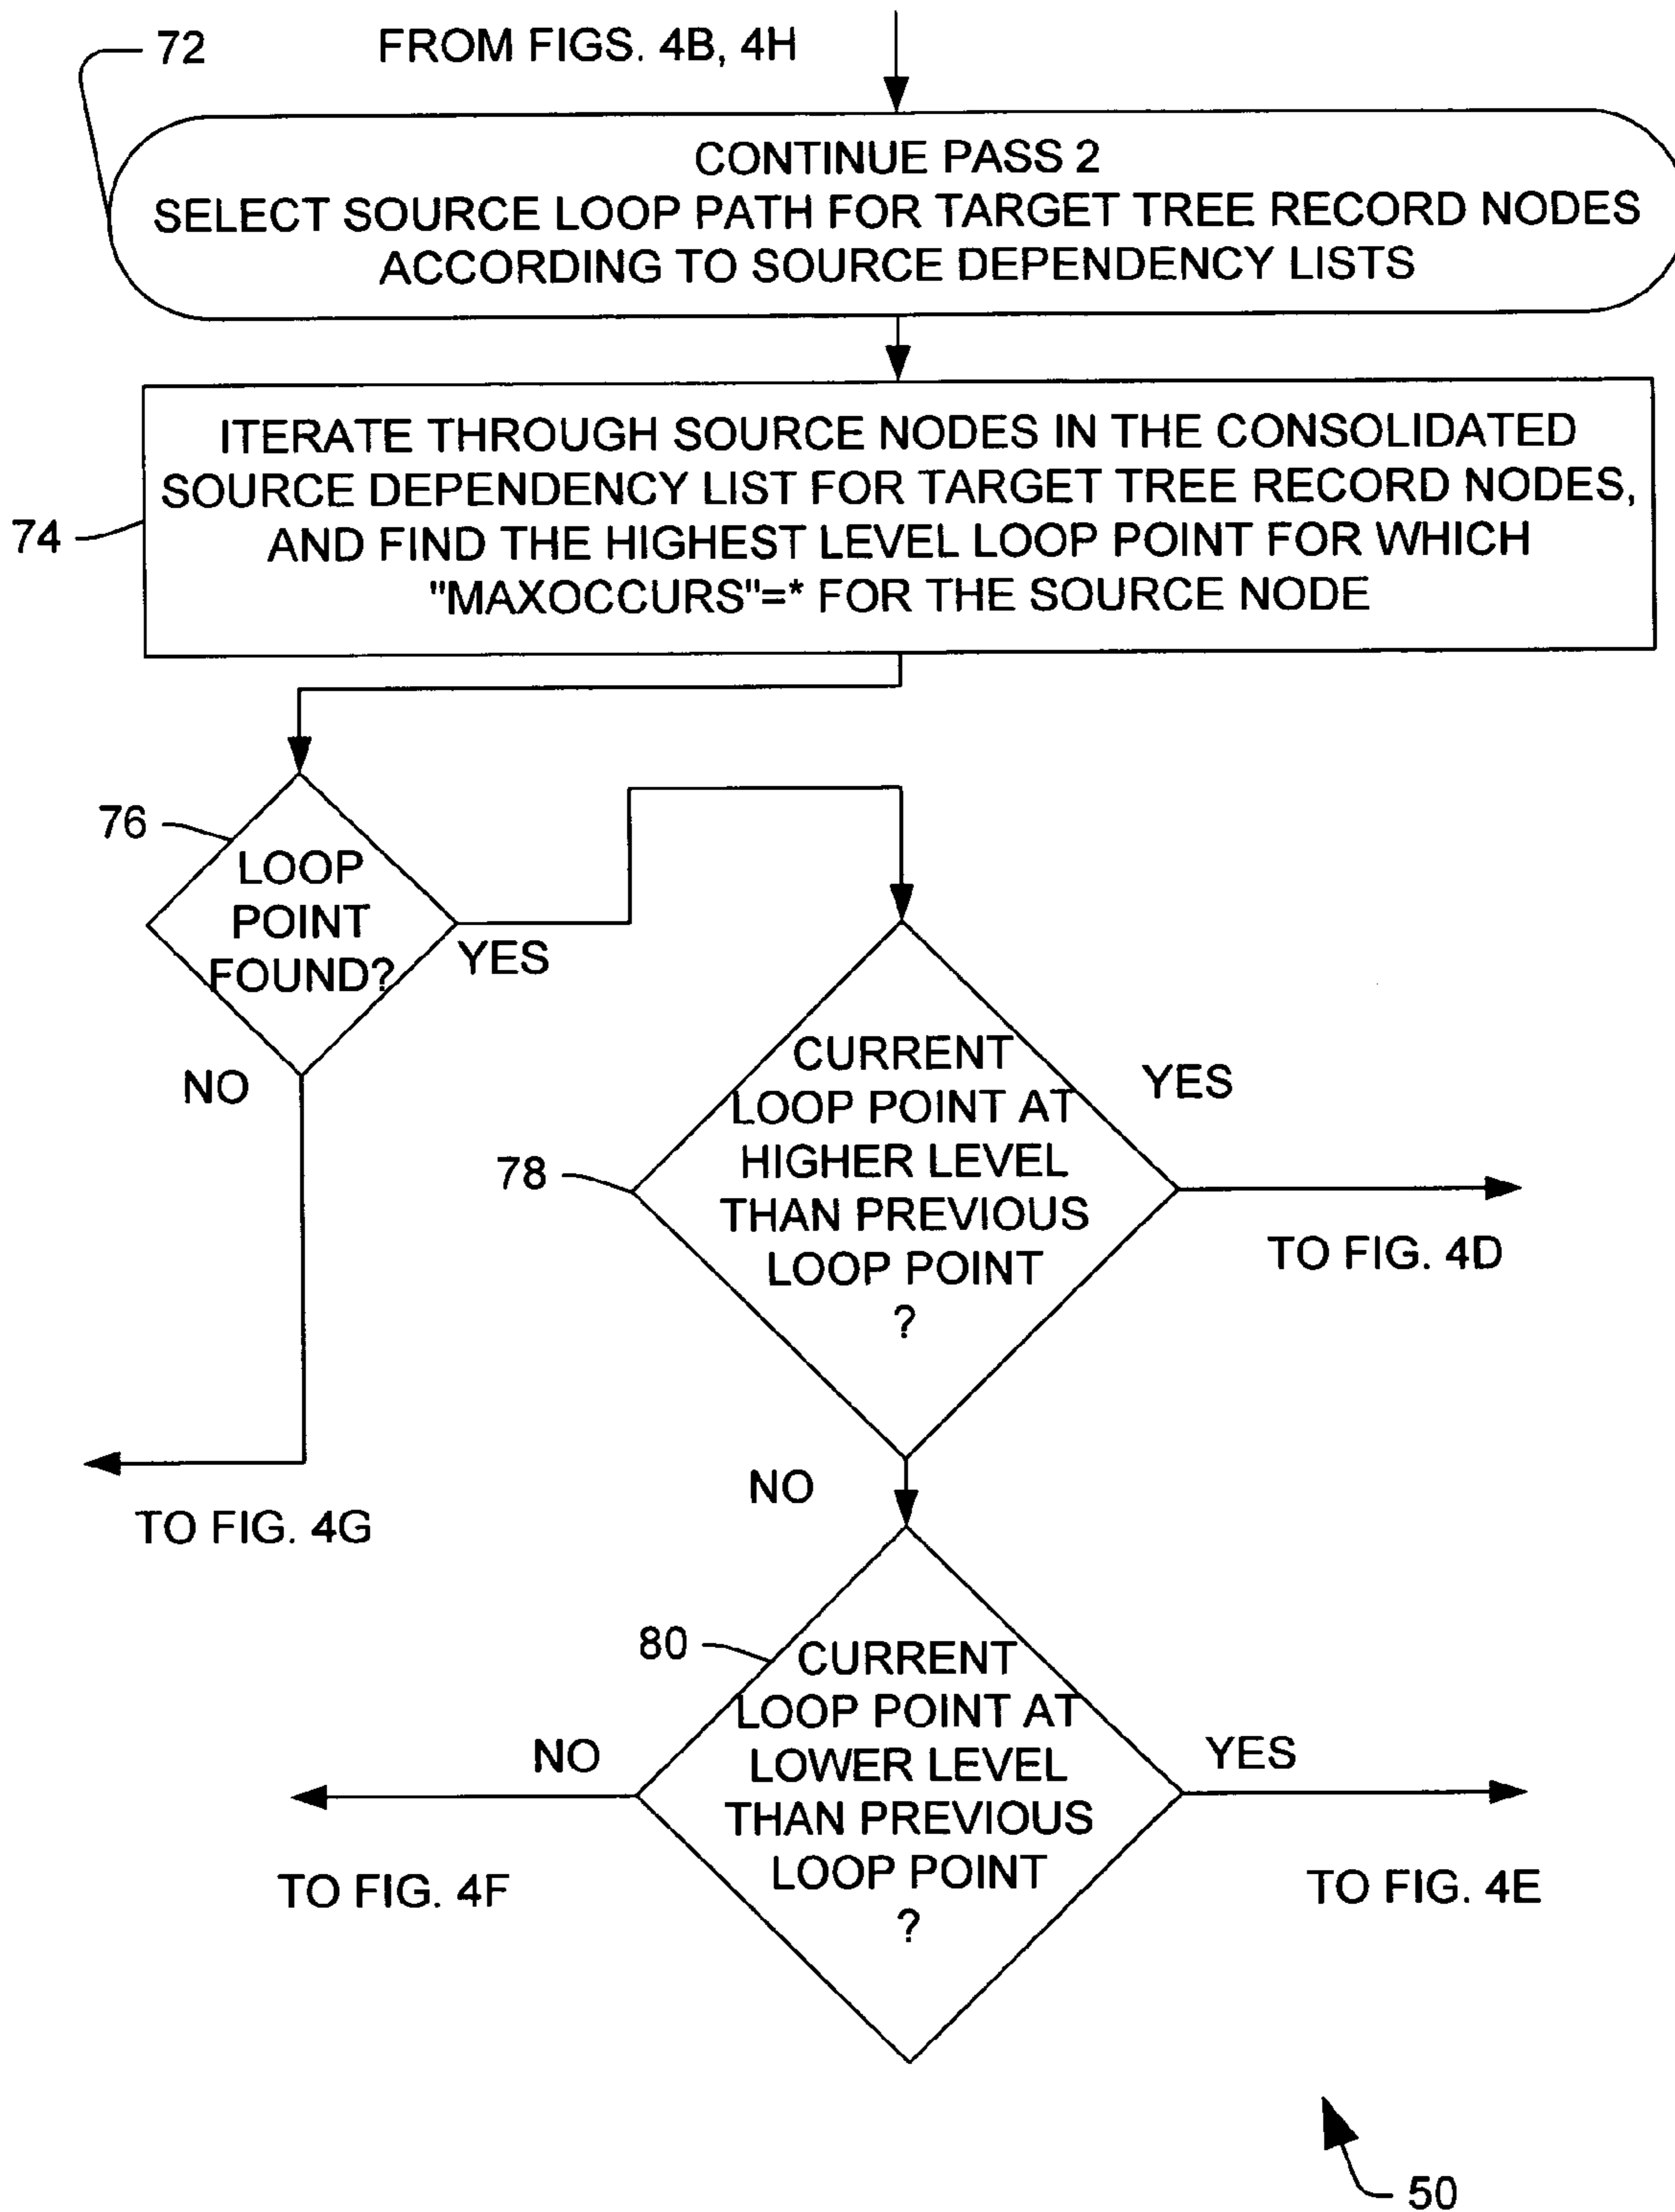 72
FROM FIGS. 4B, 4H
CONTINUE PASS 2
SELECT SOURCE LOOP PATH FOR TARGET TREE RECORD NODES
ACCORDING TO SOURCE DEPENDENCY LISTS
74
ITERATE THROUGH SOURCE NODES IN THE CONSOLIDATED
SOURCE DEPENDENCY LIST FOR TARGET TREE RECORD NODES,
AND FIND THE HIGHEST LEVEL LOOP POINT FOR WHICH
"MAXOCCURS"=* FOR THE SOURCE NODE
76
LOOP
POINT
FOUND?
YES
NO
TO FIG. 4G
78
CURRENT
LOOP POINT AT
HIGHER LEVEL
THAN PREVIOUS
LOOP POINT
?
YES
TO FIG. 4D
NO
80
CURRENT
LOOP POINT AT
LOWER LEVEL
THAN PREVIOUS
LOOP POINT
?
NO
TO FIG. 4F
YES
TO FIG. 4E
50